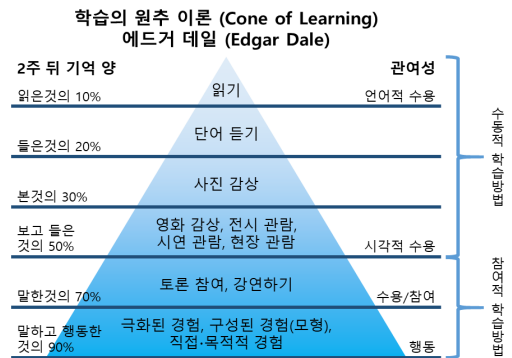 학습의 원추 이론 (Cone of Learning)
에드거 데일 (Edgar Dale)
2주 뒤 기억 양
관여성
읽은것의 10%
읽기
언어적 수용
들은것의 20%
단어 듣기
본것의 30%
사진 감상
보고 들은
것의 50%
영화 감상, 전시 관람,
시연 관람, 현장 관람
시각적 수용
말한것의 70%
토론 참여, 강연하기
수용/참여
말하고 행동한
것의 90%
극화된 경험, 구성된 경험(모형),
직접·목적적 경험
행동
수동적 학습방법
참여적 학습방법